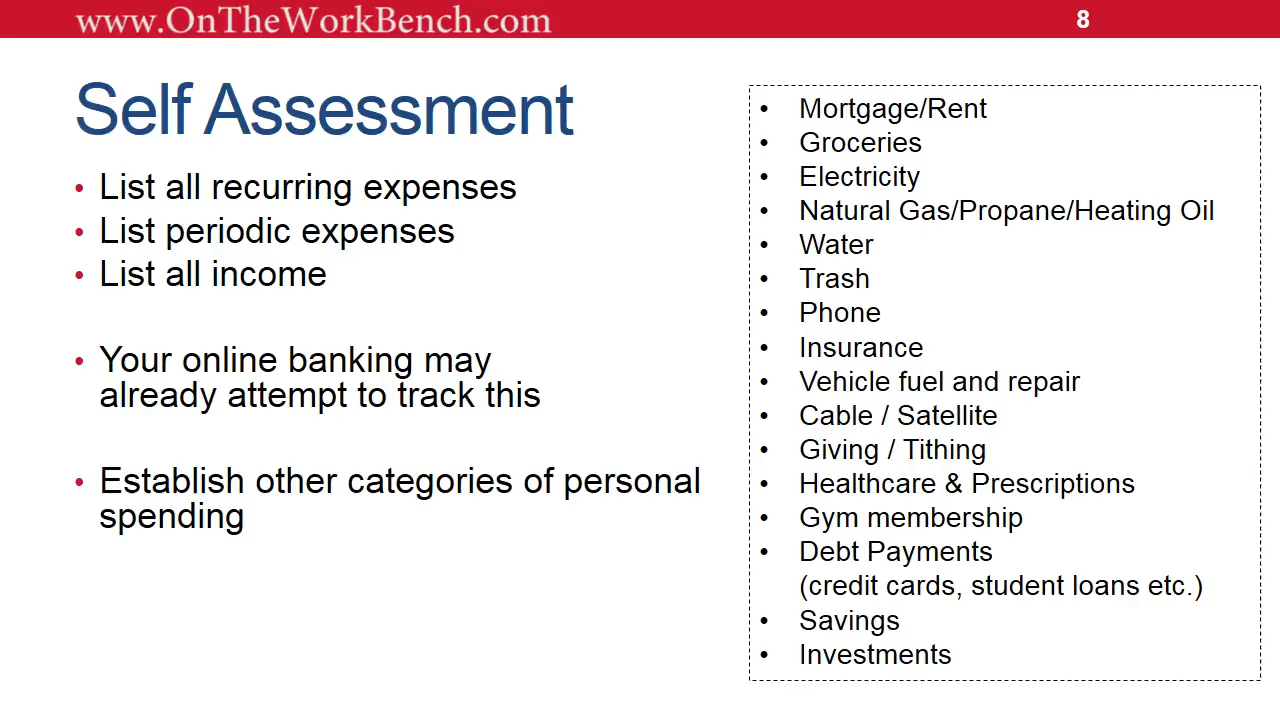 www.OnTheWorkBench.com
8
Self Assessment
• List all recurring expenses
• List periodic expenses
• List all income
• Your online banking may
already attempt to track this
• Establish other categories of personal
spending
• Mortgage/Rent
• Groceries
• Electricity
• Natural Gas/Propane/Heating Oil
• Water
• Trash
• Phone
• Insurance
• Vehicle fuel and repair
• Cable / Satellite
• Giving / Tithing
• Healthcare & Prescriptions
• Gym membership
• Debt Payments
(credit cards, student loans etc.)
• Savings
• Investments